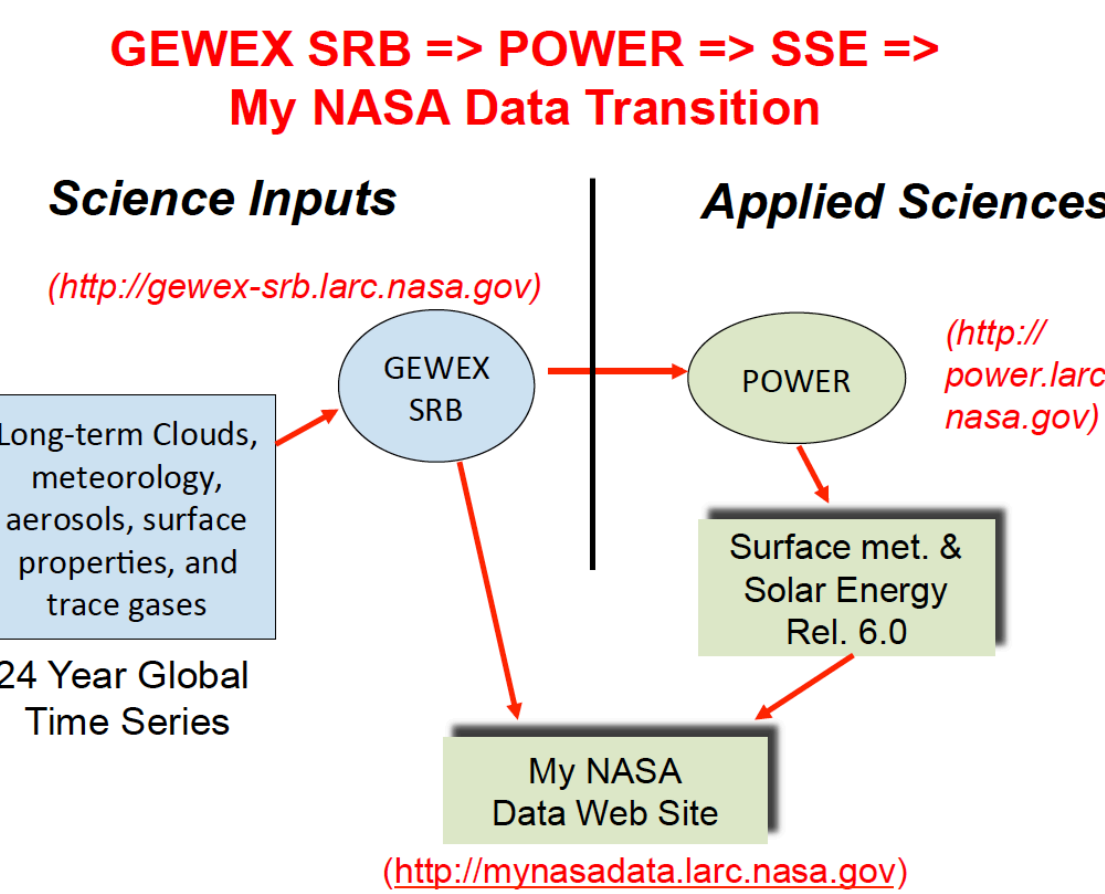 GEWEX SRB => POWER => SSE =>
My NASA Data Transition
Science Inputs
Applied Sciences
(http://gewex-srb.larc.nasa.gov)
GEWEX
SRB
POWER
(http://
power.larc
nasa.gov)
Long-term Clouds,
meteorology,
aerosols, surface
properties, and
trace gases
24 Year Global
Time Series
Surface met. &
Solar Energy
Rel. 6.0
My NASA
Data Web Site
(http://mynasadata.larc.nasa.gov)